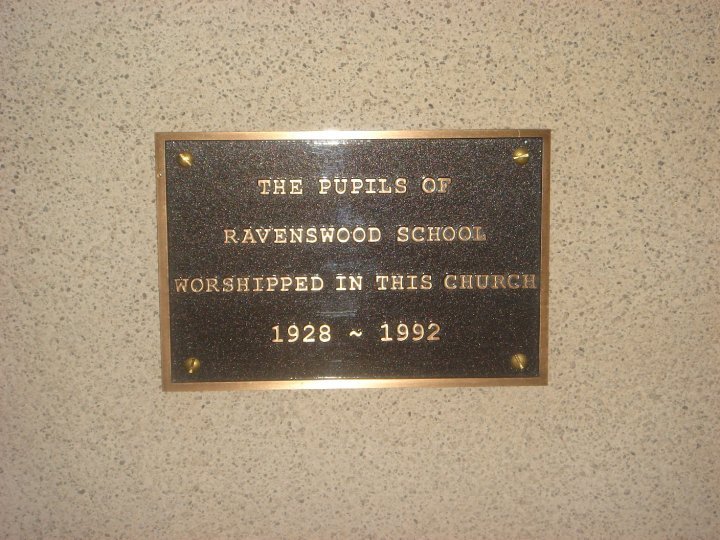 THE PUPILS OF
RAVENSWOOD SCHOOL
WORSHIPPED IN THIS CHURCH
1928 ~ 1992